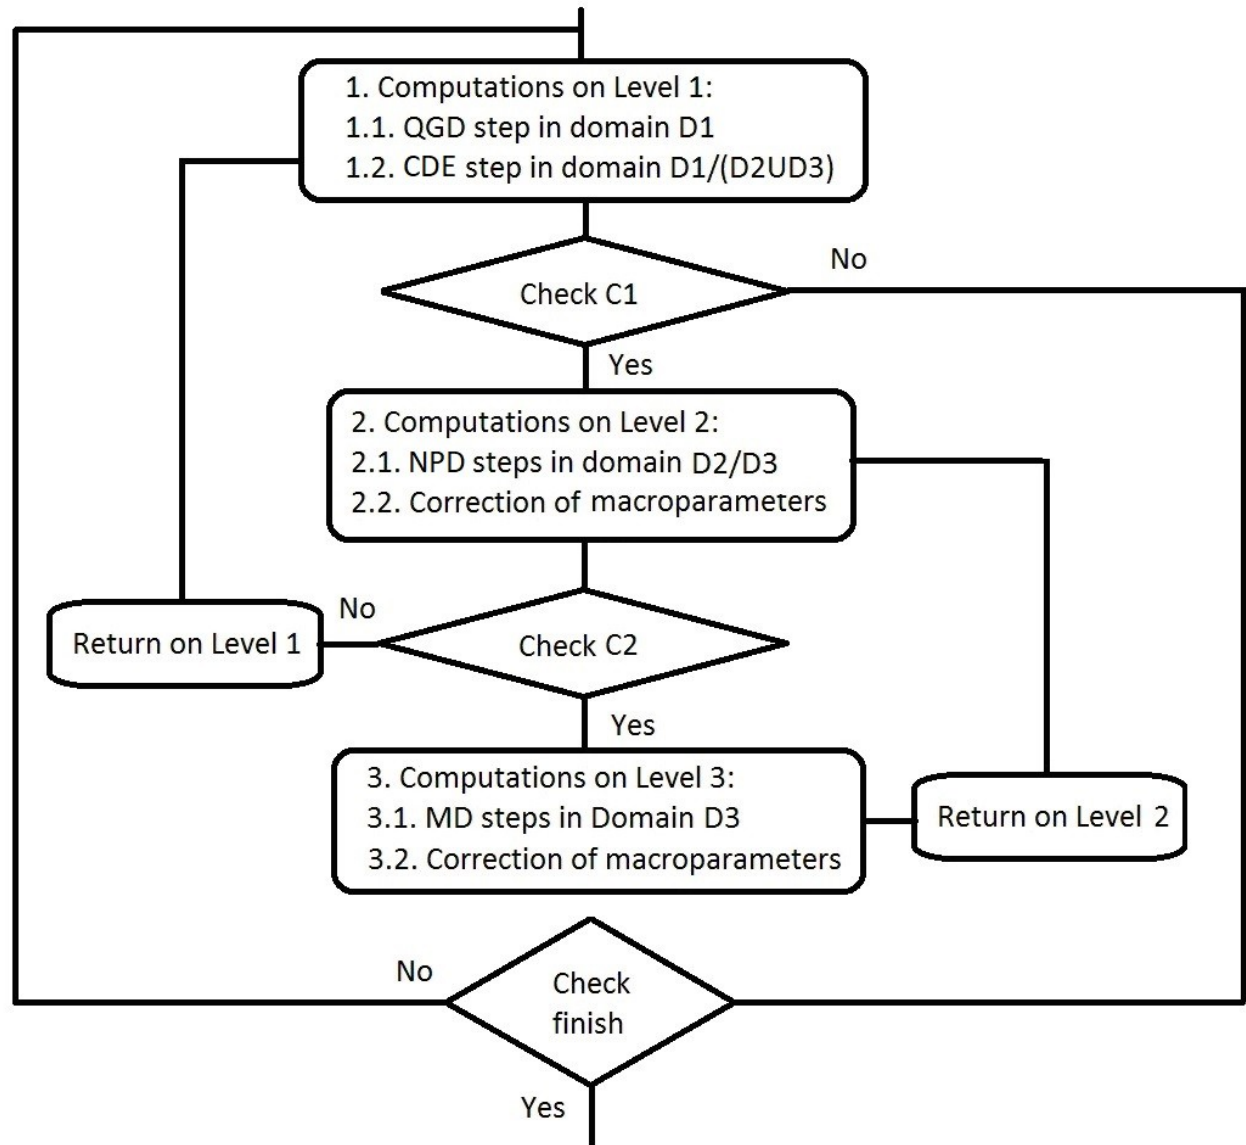 1. Computations on Level 1:
1.1. QGD step in domain D1
1.2. CDE step in domain D1/(D2UD3)
No
Check C1
Yes
2. Computations on Level 2:
2.1. NPD steps in domain D2/D3
2.2. Correction of macroparameters
No
Return on Level 1
Check C2
Yes
3. Computations on Level 3:
3.1. MD steps in Domain D3
3.2. Correction of macroparameters
Return on Level 2
No
Check
finish
Yes